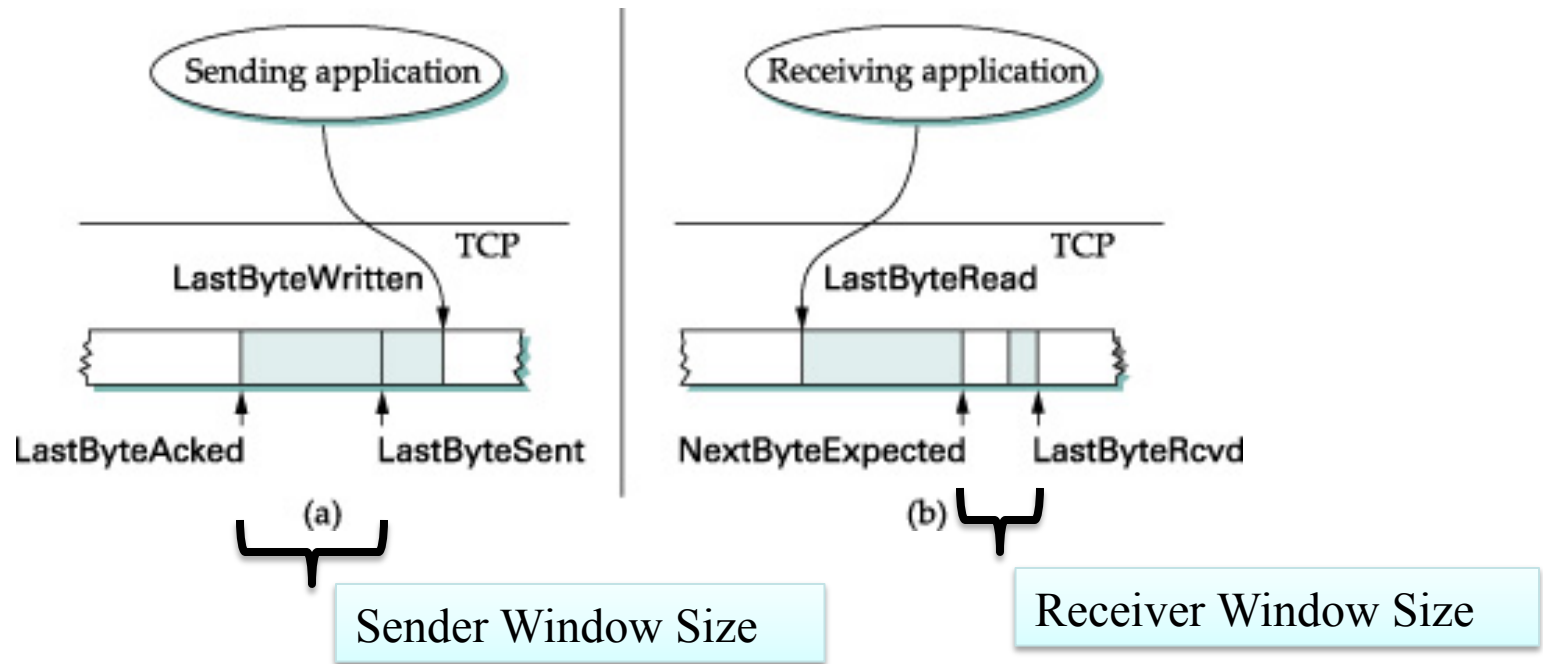 Sending application
TCP
LastByteWritten
LastByteAcked
LastByteSent
(a)
Sender Window Size
Receiving application
TCP
LastByteRead
NextByteExpected
LastByteRcvd
(b)
Receiver Window Size